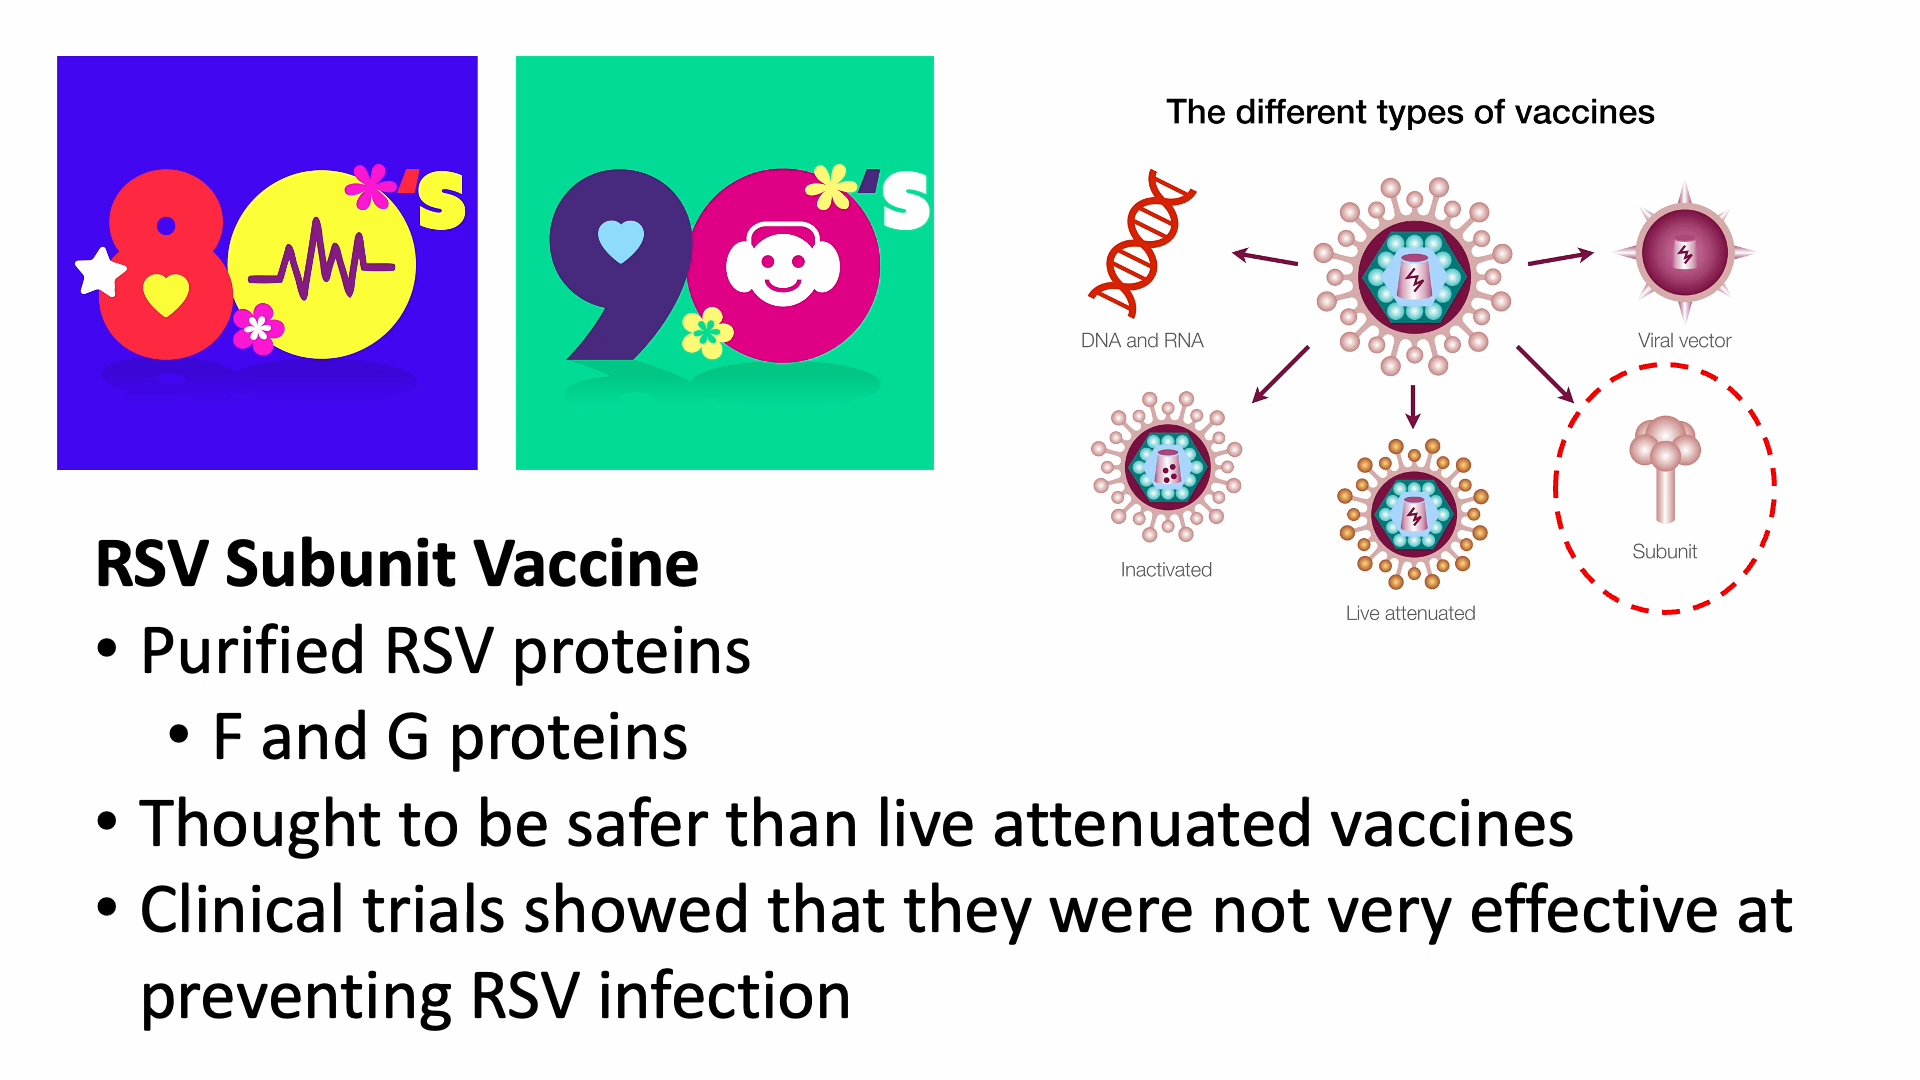 80's
90's
The different types of vaccines
DNA and RNA
Viral vector
Inactivated
Live attenuated
Subunit
RSV Subunit Vaccine
• Purified RSV proteins
• F and G proteins
• Thought to be safer than live attenuated vaccines
• Clinical trials showed that they were not very effective at
preventing RSV infection